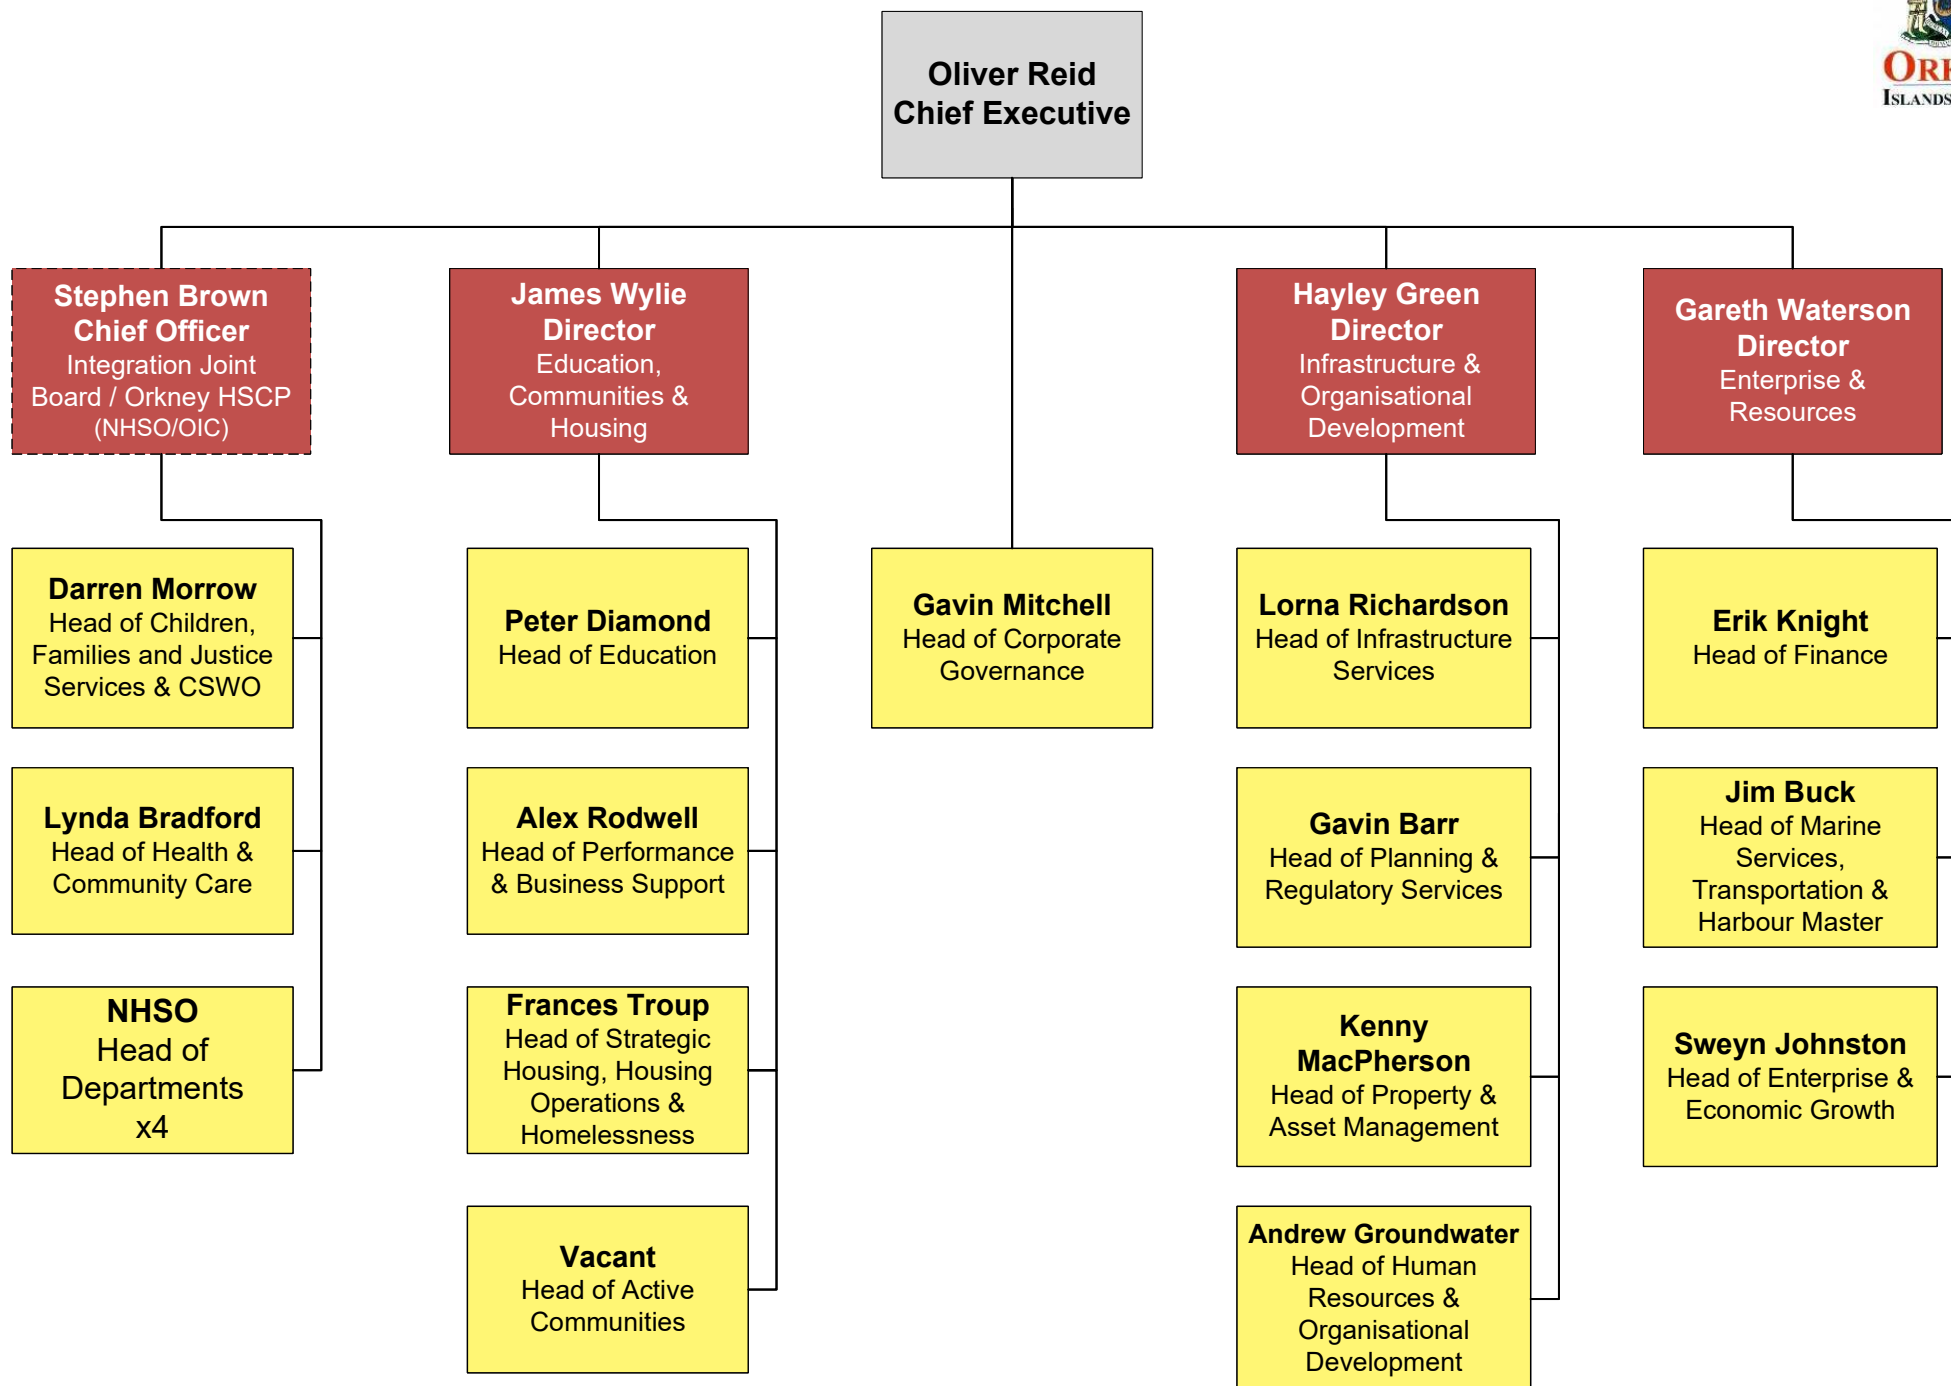 Oliver Reid
Chief Executive
ISLANDS
Stephen Brown
Chief Officer
Integration Joint
Board / Orkney HSCP
(NHSO/OIC)
James Wylie
Director
Education,
Communities &
Housing
Hayley Green
Director
Infrastructure &
Organisational
Development
Gareth Waterson
Director
Enterprise &
Resources
Darren Morrow
Head of Children,
Families and Justice
Services & CSWO
Peter Diamond
Head of Education
Gavin Mitchell
Head of Corporate
Governance
Lorna Richardson
Head of Infrastructure
Services
Erik Knight
Head of Finance
Lynda Bradford
Head of Health &
Community Care
Alex Rodwell
Head of Performance
& Business Support
Gavin Barr
Head of Planning &
Regulatory Services
Jim Buck
Head of Marine
Services,
Transportation &
Harbour Master
NHSO
Head of
Departments
x4
Frances Troup
Head of Strategic
Housing, Housing
Operations &
Homelessness
Kenny
MacPherson
Head of Property &
Asset Management
Sweyn Johnston
Head of Enterprise &
Economic Growth
Vacant
Head of Active
Communities
Andrew Groundwater
Head of Human
Resources &
Organisational
Development